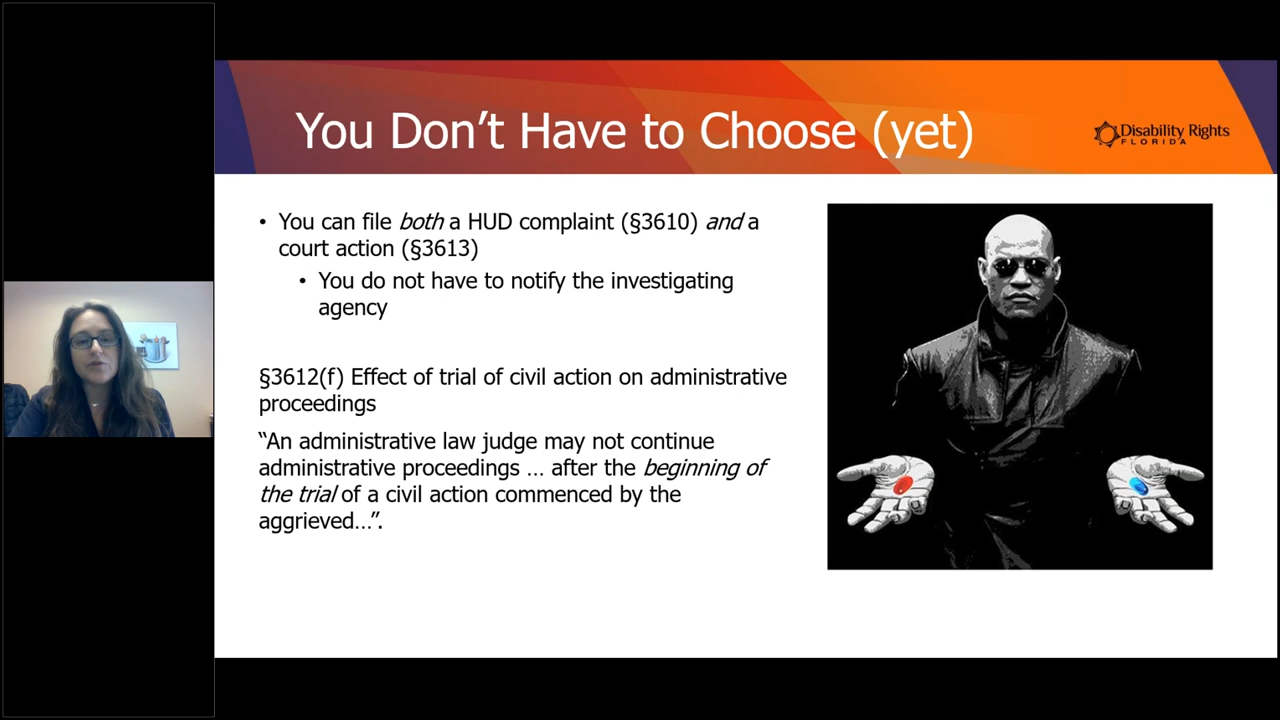 You Don’t Have to Choose (yet)
Disability Rights
FLORIDA
• You can file both a HUD complaint (§3610) and a
court action (§3613)
• You do not have to notify the investigating
agency
§3612(f) Effect of trial of civil action on administrative
proceedings
“An administrative law judge may not continue
administrative proceedings … after the beginning of
the trial of a civil action commenced by the
aggrieved…”.